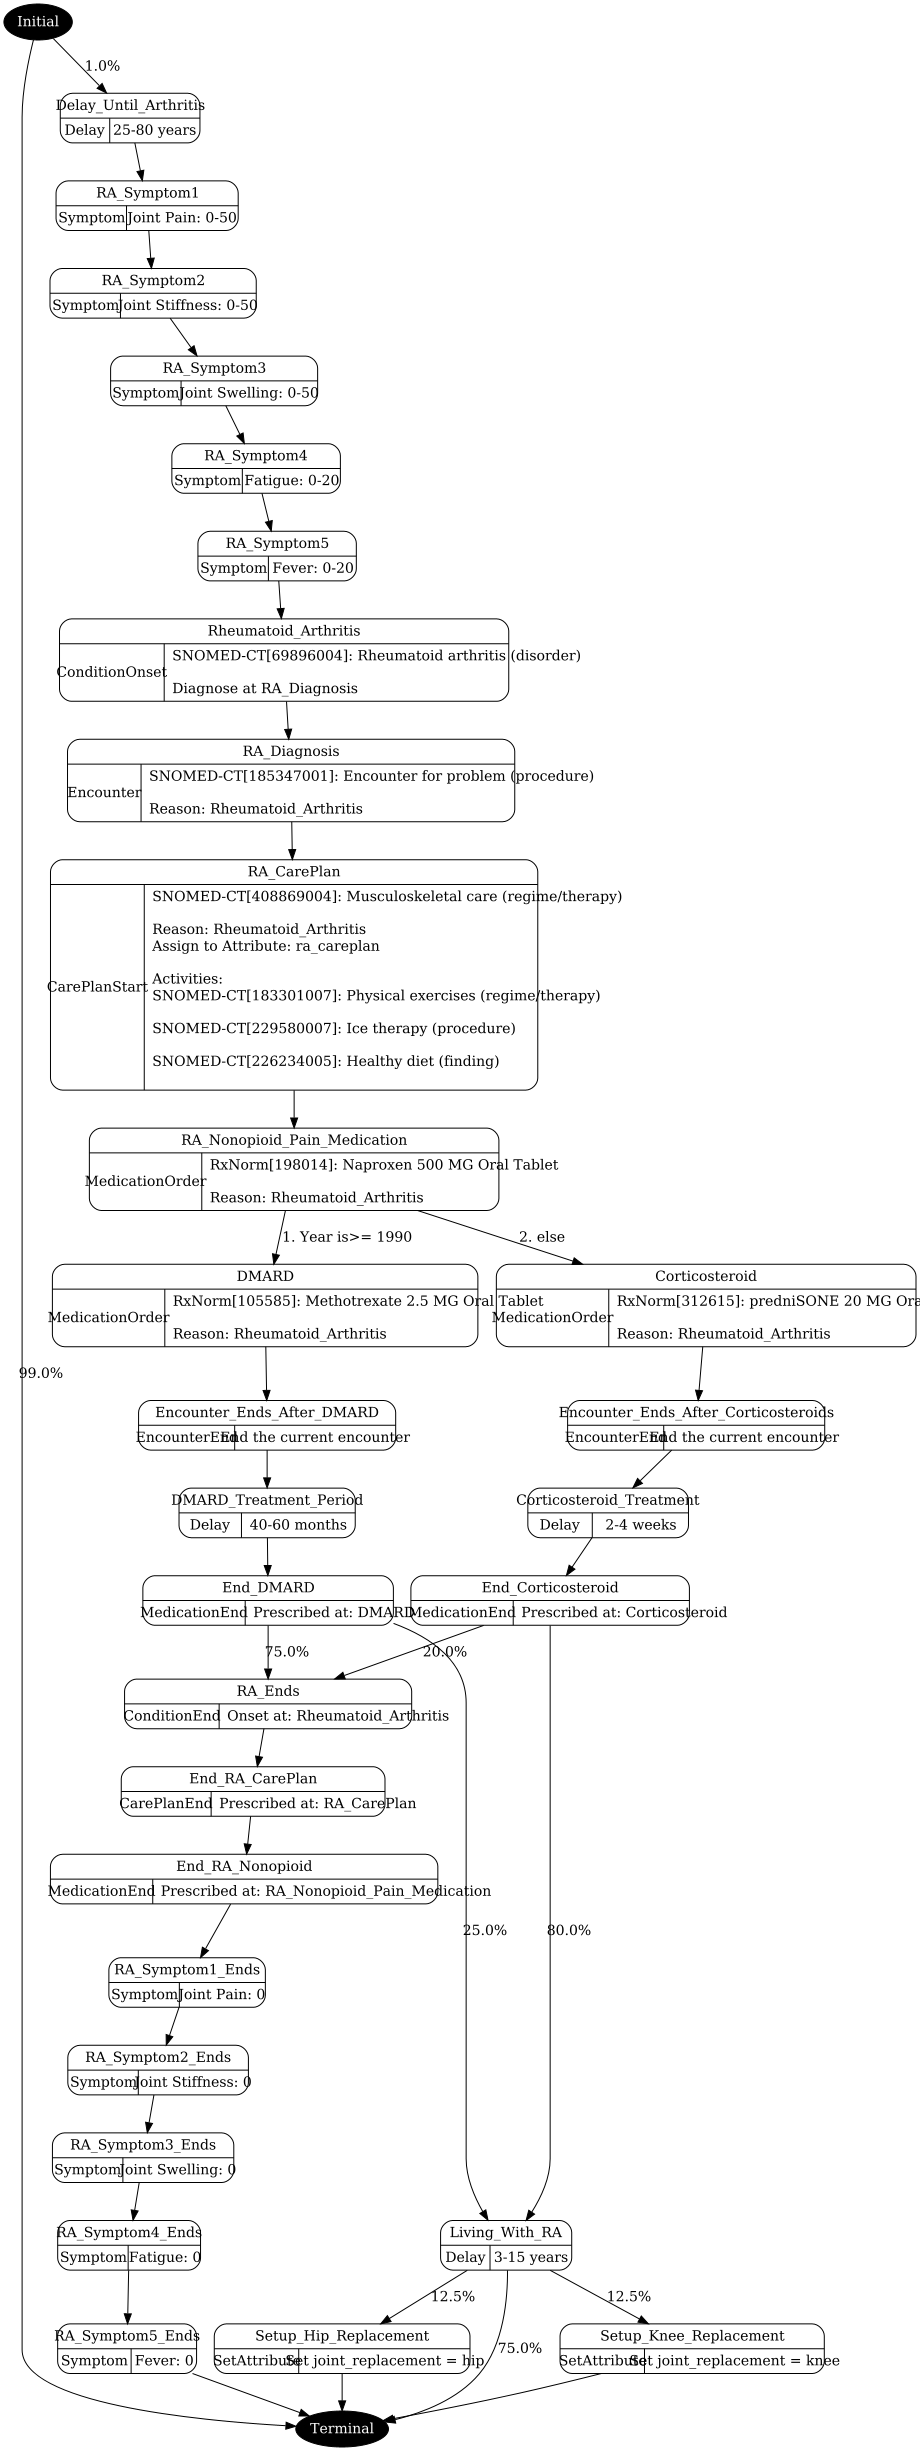 Initial
1.0%
Delay_Until_Arthritis
Delay 25-80 years
RA_Symptom1
Symptom Joint Pain: 0-50
RA_Symptom2
Symptom Joint Stiffness: 0-50
RA_Symptom3
Symptom Joint Swelling: 0-50
RA_Symptom4
Symptom Fatigue: 0-20
RA_Symptom5
Symptom Fever: 0-20
Rheumatoid_Arthritis
ConditionOnset
SNOMED-CT[69896004]: Rheumatoid arthritis (disorder)
Diagnose at RA_Diagnosis
RA_Diagnosis
Encounter
SNOMED-CT[185347001]: Encounter for problem (procedure)
Reason: Rheumatoid_Arthritis
RA_CarePlan
CarePlanStart
SNOMED-CT[408869004]: Musculoskeletal care (regime/therapy)
Reason: Rheumatoid_Arthritis
Assign to Attribute: ra_careplan
Activities:
SNOMED-CT[183301007]: Physical exercises (regime/therapy)
SNOMED-CT[229580007]: Ice therapy (procedure)
SNOMED-CT[226234005]: Healthy diet (finding)
RA_Nonopioid_Pain_Medication
MedicationOrder
RxNorm[198014]: Naproxen 500 MG Oral Tablet
Reason: Rheumatoid_Arthritis
1. Year is>= 1990
2. else
DMARD
MedicationOrder
RxNorm[105585]: Methotrexate 2.5 MG Oral Tablet
Reason: Rheumatoid_Arthritis
Corticosteroid
MedicationOrder
RxNorm[312615]: predniSONE 20 MG Ora
Reason: Rheumatoid_Arthritis
99.0%
Encounter_Ends_After_DMARD
EncounterEnd End the current encounter
Encounter_Ends_After_Corticosteroids
EncounterEnd End the current encounter
DMARD_Treatment_Period
Delay 40-60 months
Corticosteroid_Treatment
Delay 2-4 weeks
End_DMARD
MedicationEnd Prescribed at: DMARD
End_Corticosteroid
MedicationEnd Prescribed at: Corticosteroid
75.0%
20.0%
RA_Ends
ConditionEnd Onset at: Rheumatoid_Arthritis
End_RA_CarePlan
CarePlanEnd Prescribed at: RA_CarePlan
End_RA_Nonopioid
MedicationEnd Prescribed at: RA_Nonopioid_Pain_Medication
25.0%
80.0%
RA_Symptom1_Ends
Symptom Joint Pain: 0
RA_Symptom2_Ends
Symptom Joint Stiffness: 0
RA_Symptom3_Ends
Symptom Joint Swelling: 0
RA_Symptom4_Ends
Symptom Fatigue: 0
Living_With_RA
Delay 3-15 years
12.5%
12.5%
RA_Symptom5_Ends
Symptom Fever: 0
Setup_Hip_Replacement
SetAttribute Set joint_replacement = hip
75.0%
Setup_Knee_Replacement
SetAttribute Set joint_replacement = knee
Terminal